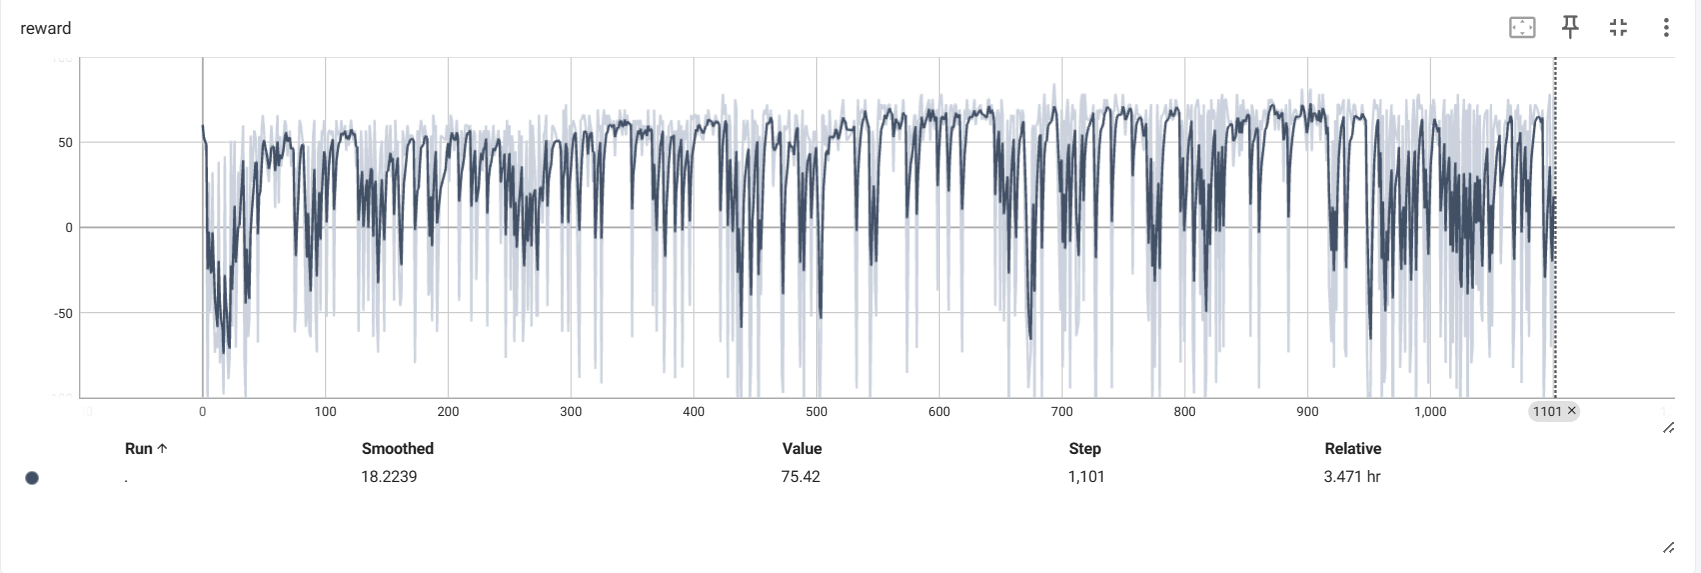 reward
50
0
-50
0 100 200 300 400 500 600 700 800 900 1,000 1101 ×
Run ↑ Smoothed Value Step Relative
. 18.2239 75.42 1,101 3.471 hr